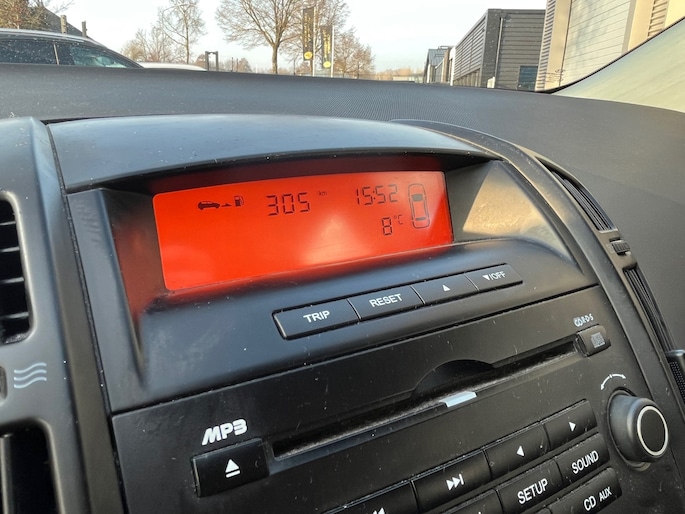 305 km 15:52
8°C
TRIP RESET ▲ ▼/OFF
R·D·S
MP3
SETUP SOUND
CD AUX